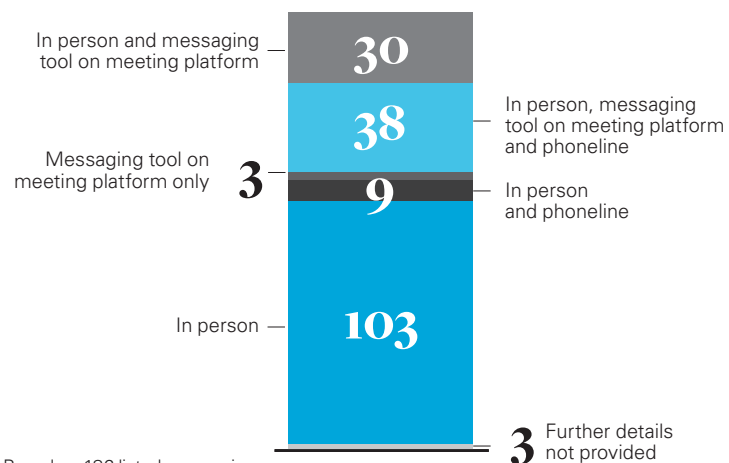 In person and messaging
tool on meeting platform
30
38
In person, messaging
tool on meeting platform
and phoneline
Messaging tool on
meeting platform only
3
9
In person
and phoneline
In person
103
3
Further details
not provided